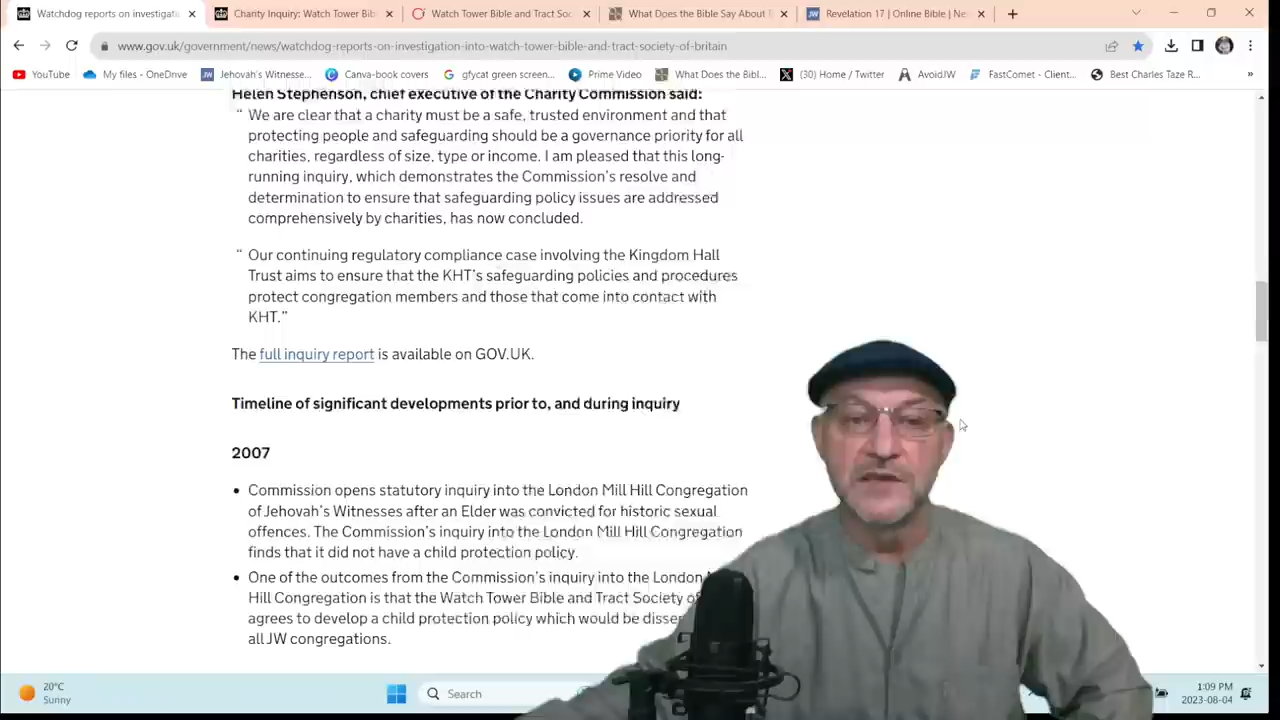 Watchdog reports on investigati
Charity Inquiry: Watch Tower Bib
Watch Tower Bible and Tract Soc
What Does the Bible Say About T
Revelation 17 | Online Bible | Ne
www.gov.uk/government/news/watchdog-reports-on-investigation-into-watch-tower-bible-and-tract-society-of-britain
YouTube
My files - OneDrive
Jehovah's Witnesse...
Canva-book covers
gfycat green screen...
Prime Video
What Does the Bibl...
(30) Home / Twitter
AvoidJW
FastComet - Client...
Best Charles Taze R...
Helen Stephenson, chief executive of the Charity Commission said:
“ We are clear that a charity must be a safe, trusted environment and that
protecting people and safeguarding should be a governance priority for all
charities, regardless of size, type or income. I am pleased that this long-
running inquiry, which demonstrates the Commission’s resolve and
determination to ensure that safeguarding policy issues are addressed
comprehensively by charities, has now concluded.
“ Our continuing regulatory compliance case involving the Kingdom Hall
Trust aims to ensure that the KHT’s safeguarding policies and procedures
protect congregation members and those that come into contact with
KHT.”
The full inquiry report is available on GOV.UK.
Timeline of significant developments prior to, and during inquiry
2007
• Commission opens statutory inquiry into the London Mill Hill Congregation
of Jehovah’s Witnesses after an Elder was convicted for historic sexual
offences. The Commission’s inquiry into the London Mill Hill Congregation
finds that it did not have a child protection policy.
• One of the outcomes from the Commission’s inquiry into the London
Hill Congregation is that the Watch Tower Bible and Tract Society of
agrees to develop a child protection policy which would be disse
all JW congregations.
20°C
Sunny
Search
1:09 PM
2023-08-04